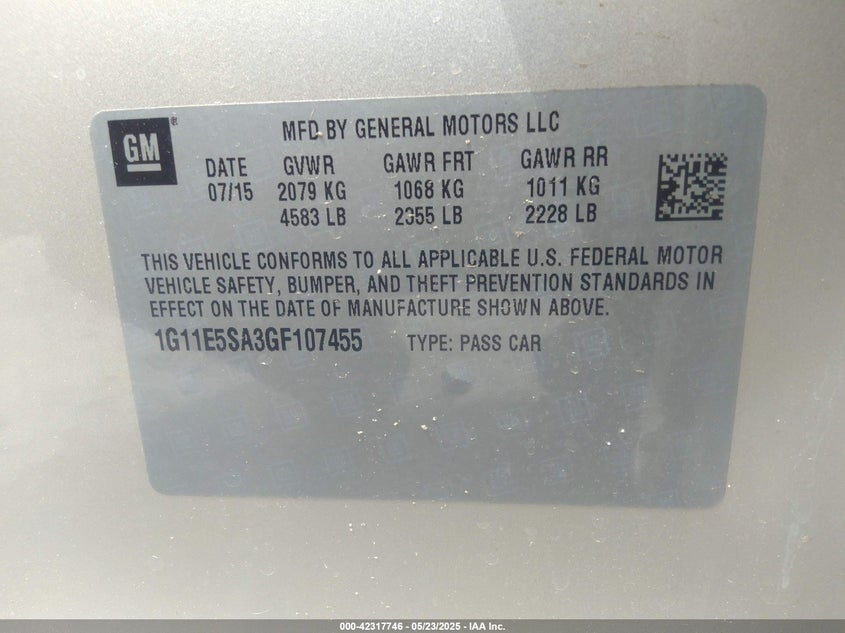 GM®
MFD BY GENERAL MOTORS LLC
DATE GVWR GAWR FRT GAWR RR
07/15 2079 KG 1068 KG 1011 KG
4583 LB 2355 LB 2228 LB
THIS VEHICLE CONFORMS TO ALL APPLICABLE U.S. FEDERAL MOTOR
VEHICLE SAFETY, BUMPER, AND THEFT PREVENTION STANDARDS IN
EFFECT ON THE DATE OF MANUFACTURE SHOWN ABOVE.
1G11E5SA3GF107455 TYPE: PASS CAR
000-42317746 - 05/23/2025 - IAA Inc.